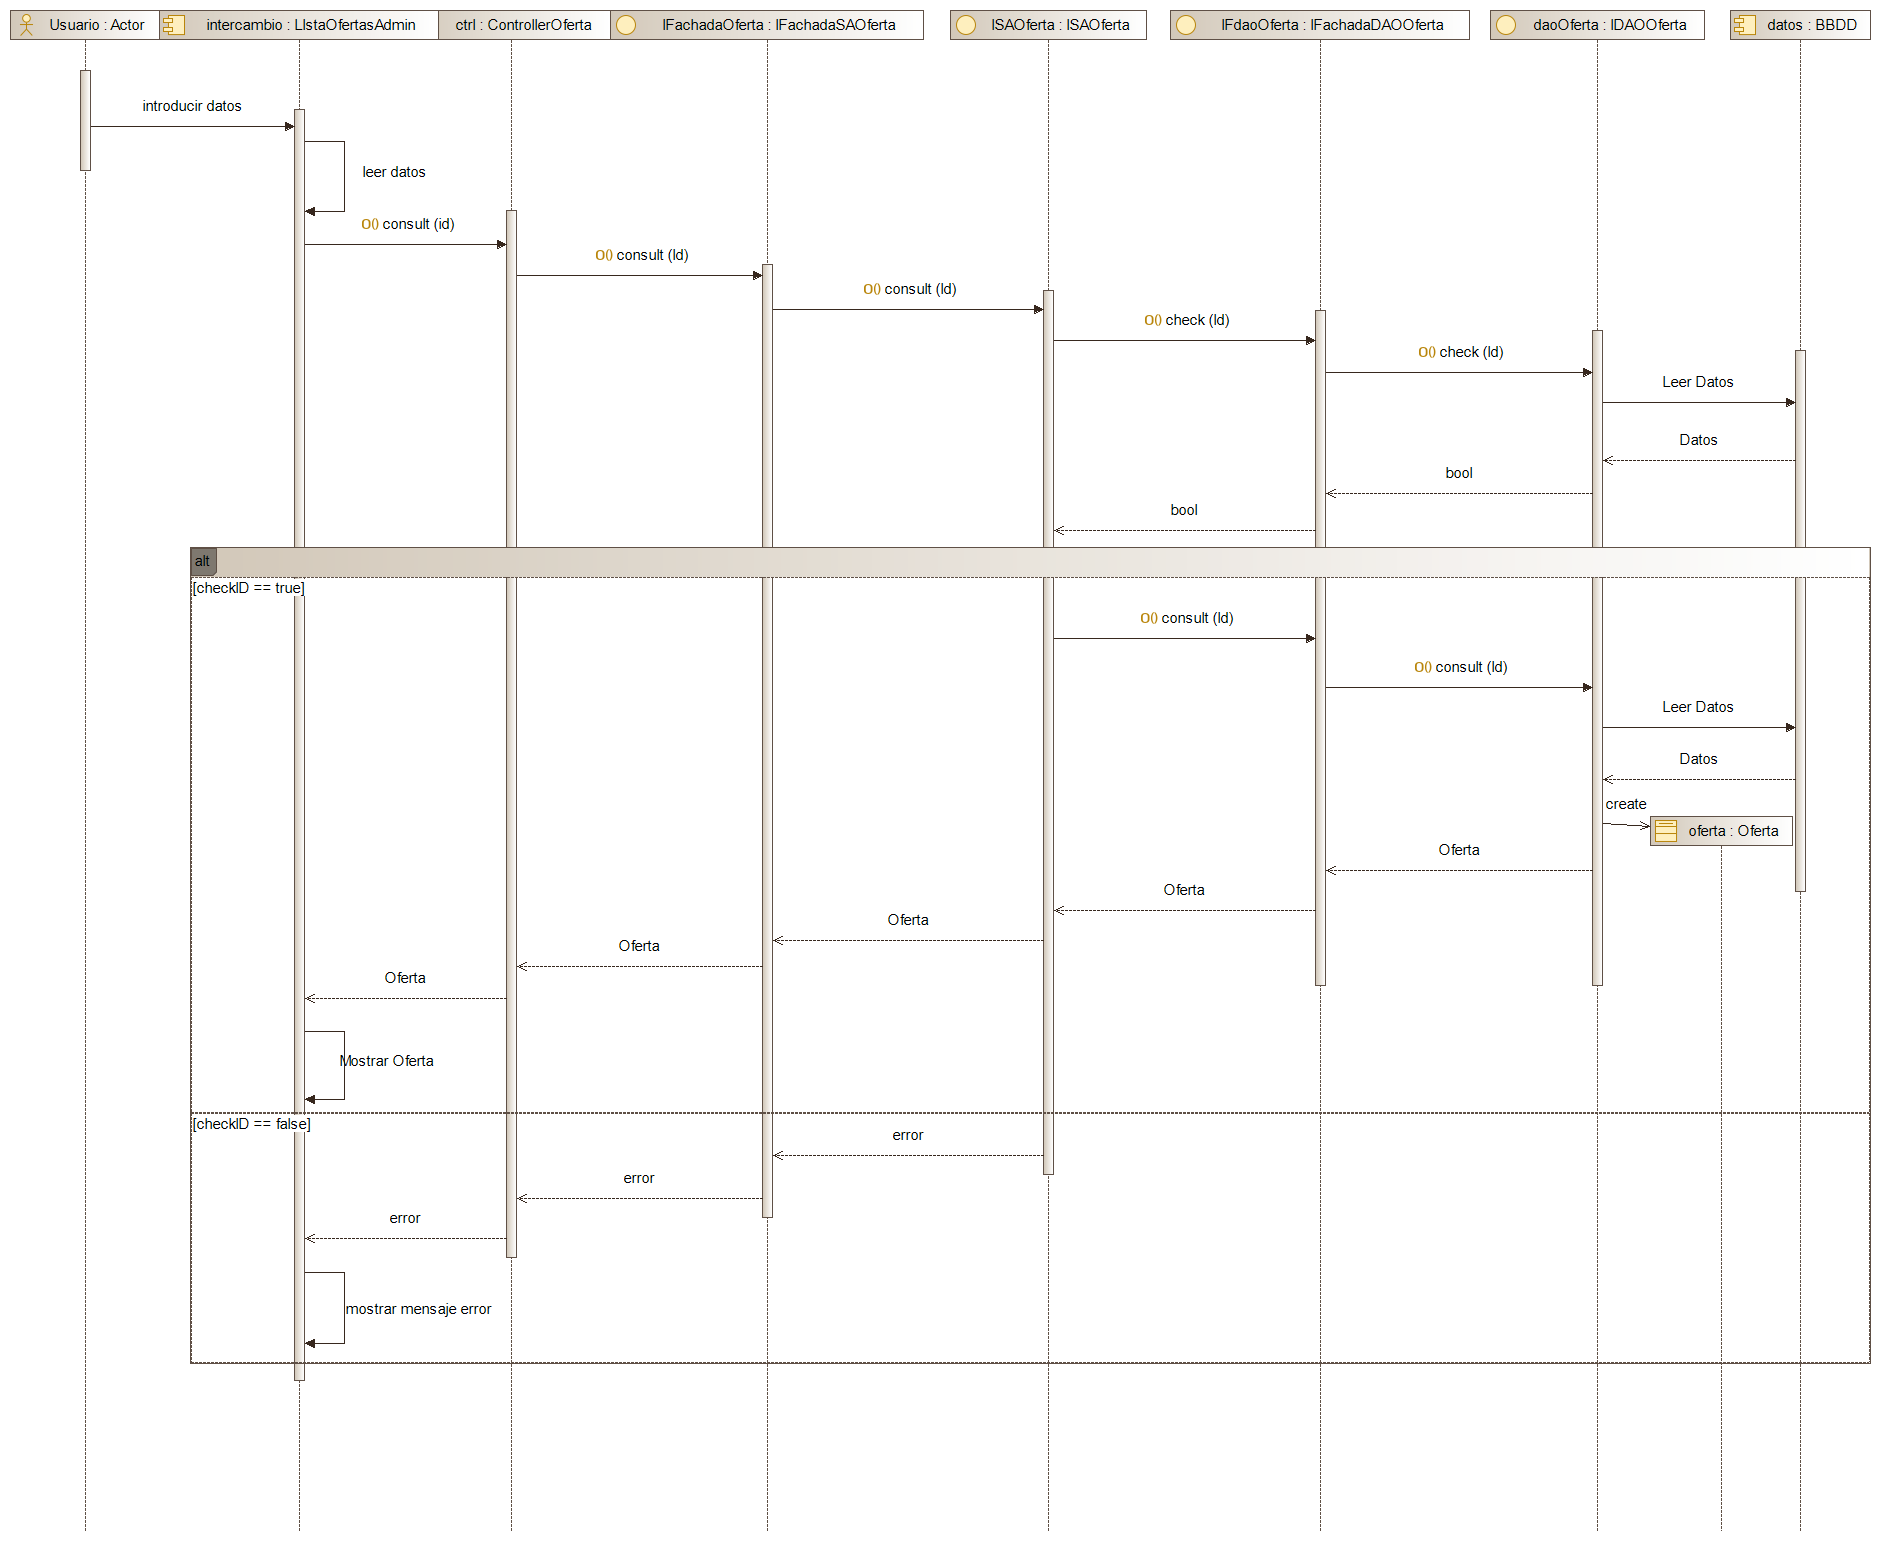 Usuario : Actor
intercambio : LIstaOfertasAdmin
ctrl : ControllerOferta
IFachadaOferta : IFachadaSAOferta
ISAOferta : ISAOferta
IFdaoOferta : IFachadaDAOOferta
daoOferta : IDAOOferta
datos : BBDD
introducir datos
leer datos
O() consult (id)
O() consult (Id)
O() consult (Id)
O() check (Id)
O() check (Id)
Leer Datos
Datos
bool
bool
alt
[checkID == true]
O() consult (Id)
O() consult (Id)
Leer Datos
Datos
create
oferta : Oferta
Oferta
Oferta
Oferta
Oferta
Oferta
Mostrar Oferta
[checkID == false]
error
error
error
mostrar mensaje error